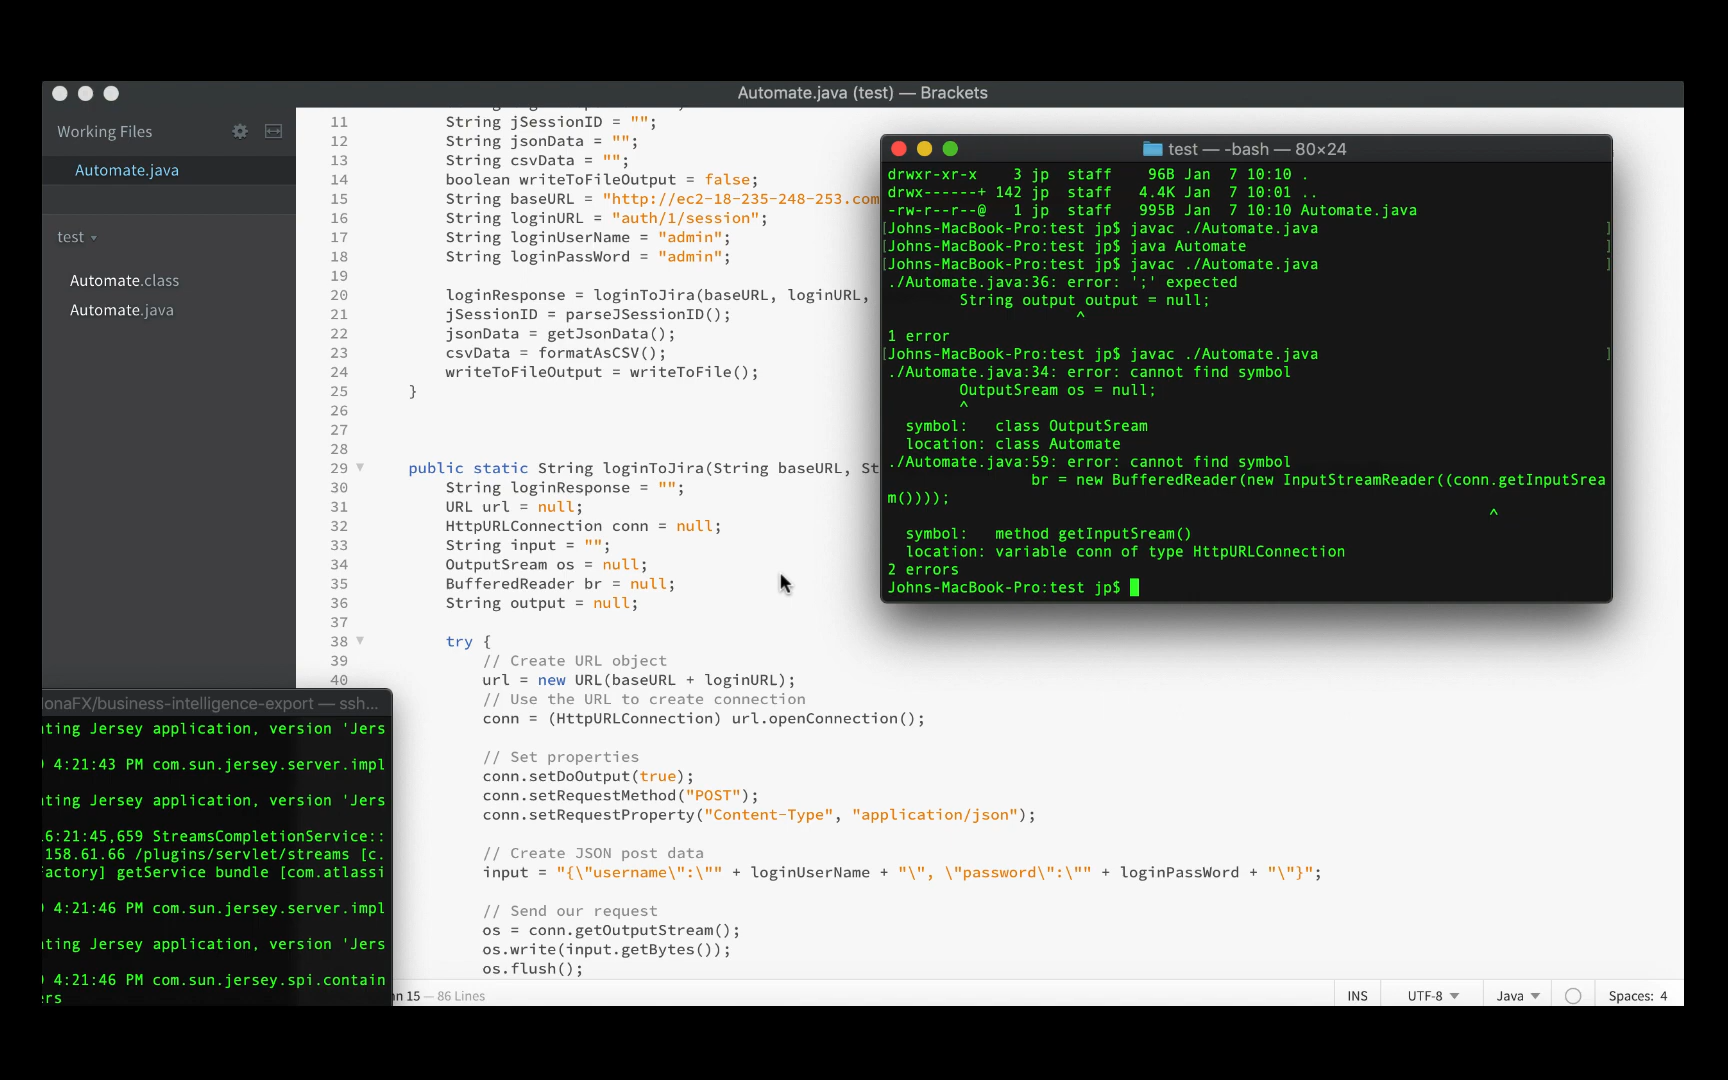 Automate.java (test) — Brackets
Working Files
Automate.java
test
Automate.class
Automate.java
11 String jSessionID = "";
12 String jsonData = "";
13 String csvData = "";
14 boolean writeToFileOutput = false;
15 String baseURL = "http://ec2-18-235-248-253.com
16 String loginURL = "auth/1/session";
17 String loginUserName = "admin";
18 String loginPassWord = "admin";
19
20 loginResponse = loginToJira(baseURL, loginURL,
21 jSessionID = parseJSessionID();
22 jsonData = getJsonData();
23 csvData = formatAsCSV();
24 writeToFileOutput = writeToFile();
25 }
26
27
28
29 public static String loginToJira(String baseURL, St
30 String loginResponse = "";
31 URL url = null;
32 HttpURLConnection conn = null;
33 String input = "";
34 OutputSream os = null;
35 BufferedReader br = null;
36 String output = null;
37
38 try {
39 // Create URL object
40 url = new URL(baseURL + loginURL);
// Use the URL to create connection
conn = (HttpURLConnection) url.openConnection();
// Set properties
conn.setDoOutput(true);
conn.setRequestMethod("POST");
conn.setRequestProperty("Content-Type", "application/json");
// Create JSON post data
input = "{\"username\":\"" + loginUserName + "\", \"password\":\"" + loginPassWord + "\"}";
// Send our request
os = conn.getOutputStream();
os.write(input.getBytes());
os.flush();
15 — 86 Lines
INS UTF-8 Java Spaces: 4
test — -bash — 80×24
drwxr-xr-x 3 jp staff 96B Jan 7 10:10 .
drwx------+ 142 jp staff 4.4K Jan 7 10:01 ..
-rw-r--r--@ 1 jp staff 995B Jan 7 10:10 Automate.java
[Johns-MacBook-Pro:test jp$ javac ./Automate.java ]
[Johns-MacBook-Pro:test jp$ java Automate ]
[Johns-MacBook-Pro:test jp$ javac ./Automate.java ]
./Automate.java:36: error: ';' expected
String output output = null;
^
1 error
[Johns-MacBook-Pro:test jp$ javac ./Automate.java ]
./Automate.java:34: error: cannot find symbol
OutputSream os = null;
^
symbol: class OutputSream
location: class Automate
./Automate.java:59: error: cannot find symbol
br = new BufferedReader(new InputStreamReader((conn.getInputSrea
m())));
^
symbol: method getInputSream()
location: variable conn of type HttpURLConnection
2 errors
Johns-MacBook-Pro:test jp$
onaFX/business-intelligence-export — ssh...
ting Jersey application, version 'Jers
4:21:43 PM com.sun.jersey.server.impl
ting Jersey application, version 'Jers
6:21:45,659 StreamsCompletionService::
158.61.66 /plugins/servlet/streams [c.
actory] getService bundle [com.atlassi
4:21:46 PM com.sun.jersey.server.impl
ting Jersey application, version 'Jers
4:21:46 PM com.sun.jersey.spi.contain
ers